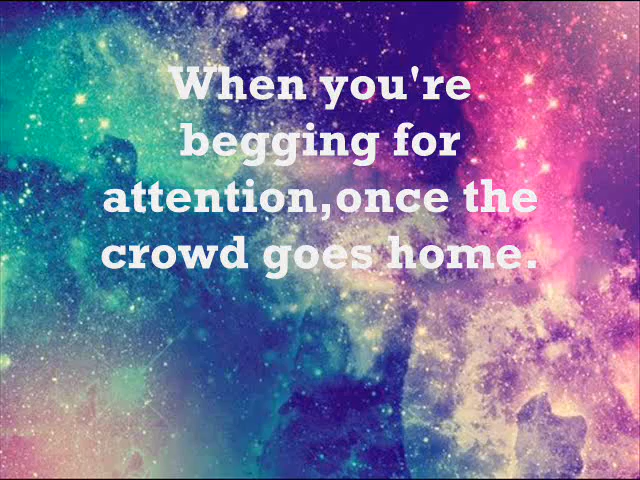 When you're
begging for
attention,once the
crowd goes home.